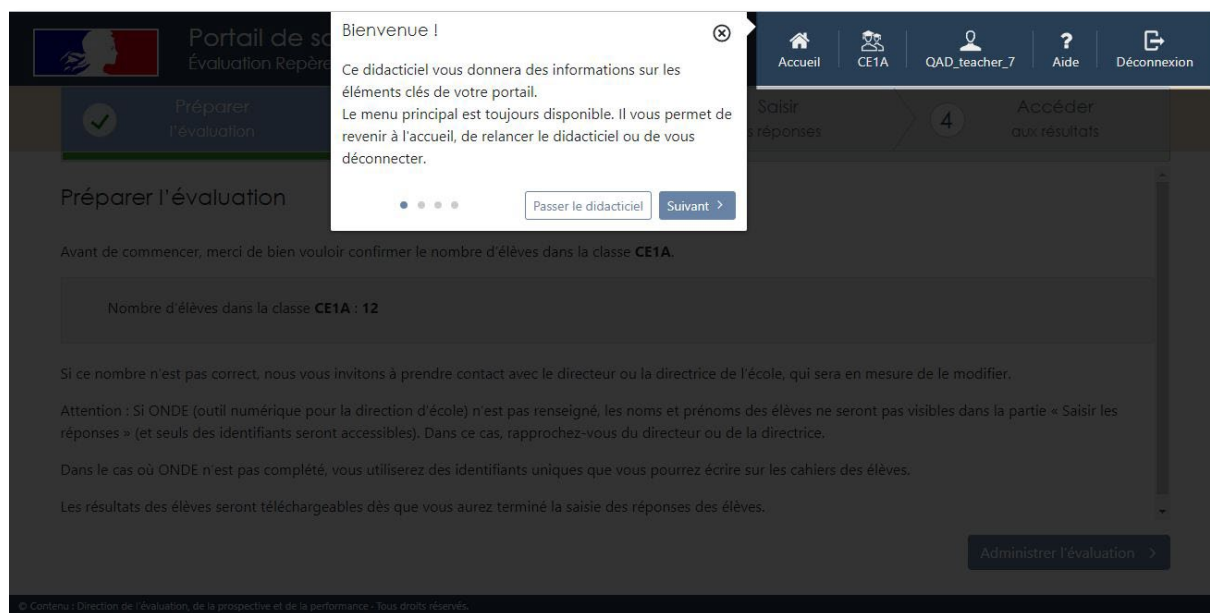 Portail de s
Évaluation Repère
Bienvenue !
Ce didacticiel vous donnera des informations sur les
éléments clés de votre portail.
Le menu principal est toujours disponible. Il vous permet de
revenir à l'accueil, de relancer le didacticiel ou de vous
déconnecter.
Passer le didacticiel
Suivant
Accueil
CE1A
QAD_teacher_7
? Aide
Déconnexion
Préparer
l'évaluation
Saisir
s réponses
4
Accéder
aux résultats
Préparer l'évaluation
Avant de commencer, merci de bien vouloir confirmer le nombre d'élèves dans la classe CE1A.
Nombre d'élèves dans la classe CE1A : 12
Si ce nombre n'est pas correct, nous vous invitons à prendre contact avec le directeur ou la directrice de l'école, qui sera en mesure de le modifier.
Attention : Si ONDE (outil numérique pour la direction d'école) n'est pas renseigné, les noms et prénoms des élèves ne seront pas visibles dans la partie « Saisir les
réponses » (et seuls des identifiants seront accessibles). Dans ce cas, rapprochez-vous du directeur ou de la directrice.
Dans le cas où ONDE n'est pas complété, vous utiliserez des identifiants uniques que vous pourrez écrire sur les cahiers des élèves.
Les résultats des élèves seront téléchargeables dès que vous aurez terminé la saisie des réponses des élèves.
Administrer l'évaluation
© Contenu : Direction de l'évaluation, de la prospective et de la performance - Tous droits réservés.